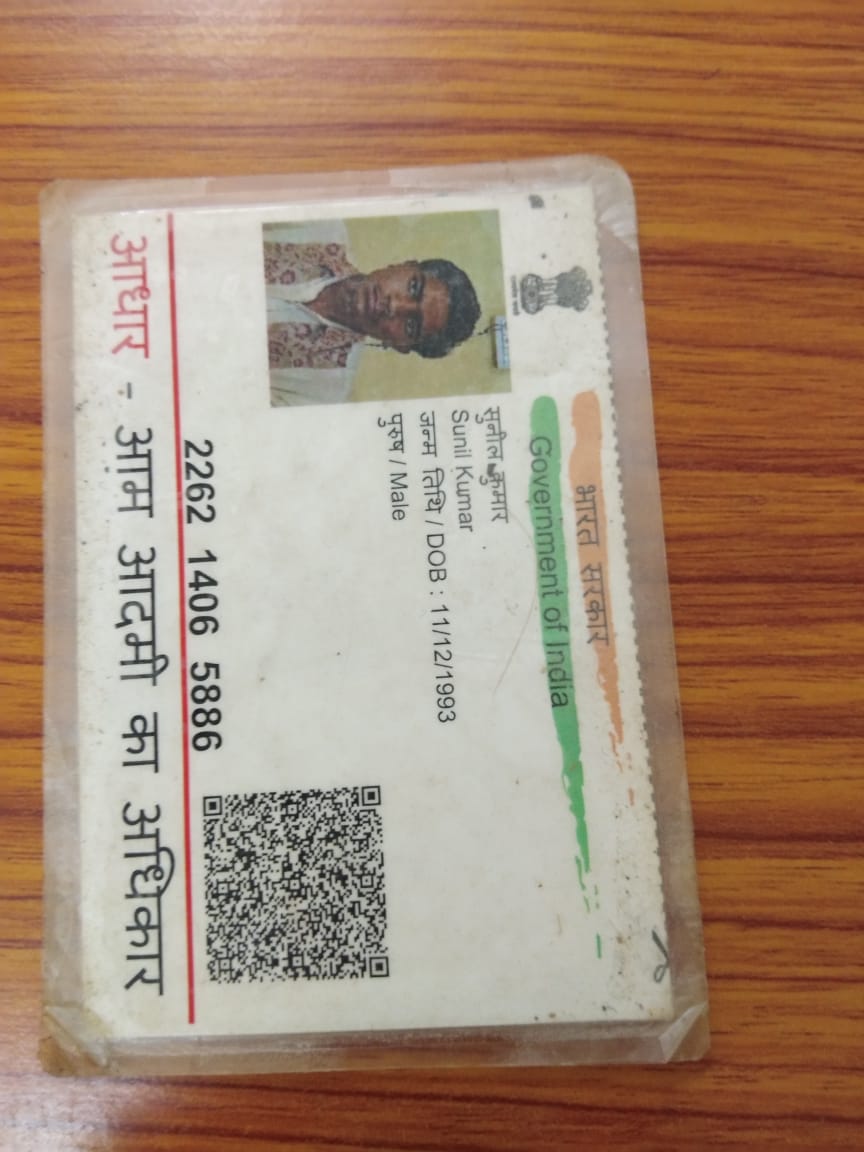 भारत सरकार
Government of India
सुनील कुमार
Sunil Kumar
जन्म तिथि / DOB : 11/12/1993
पुरुष / Male
2262 1406 5886
आधार - आम आदमी का अधिकार